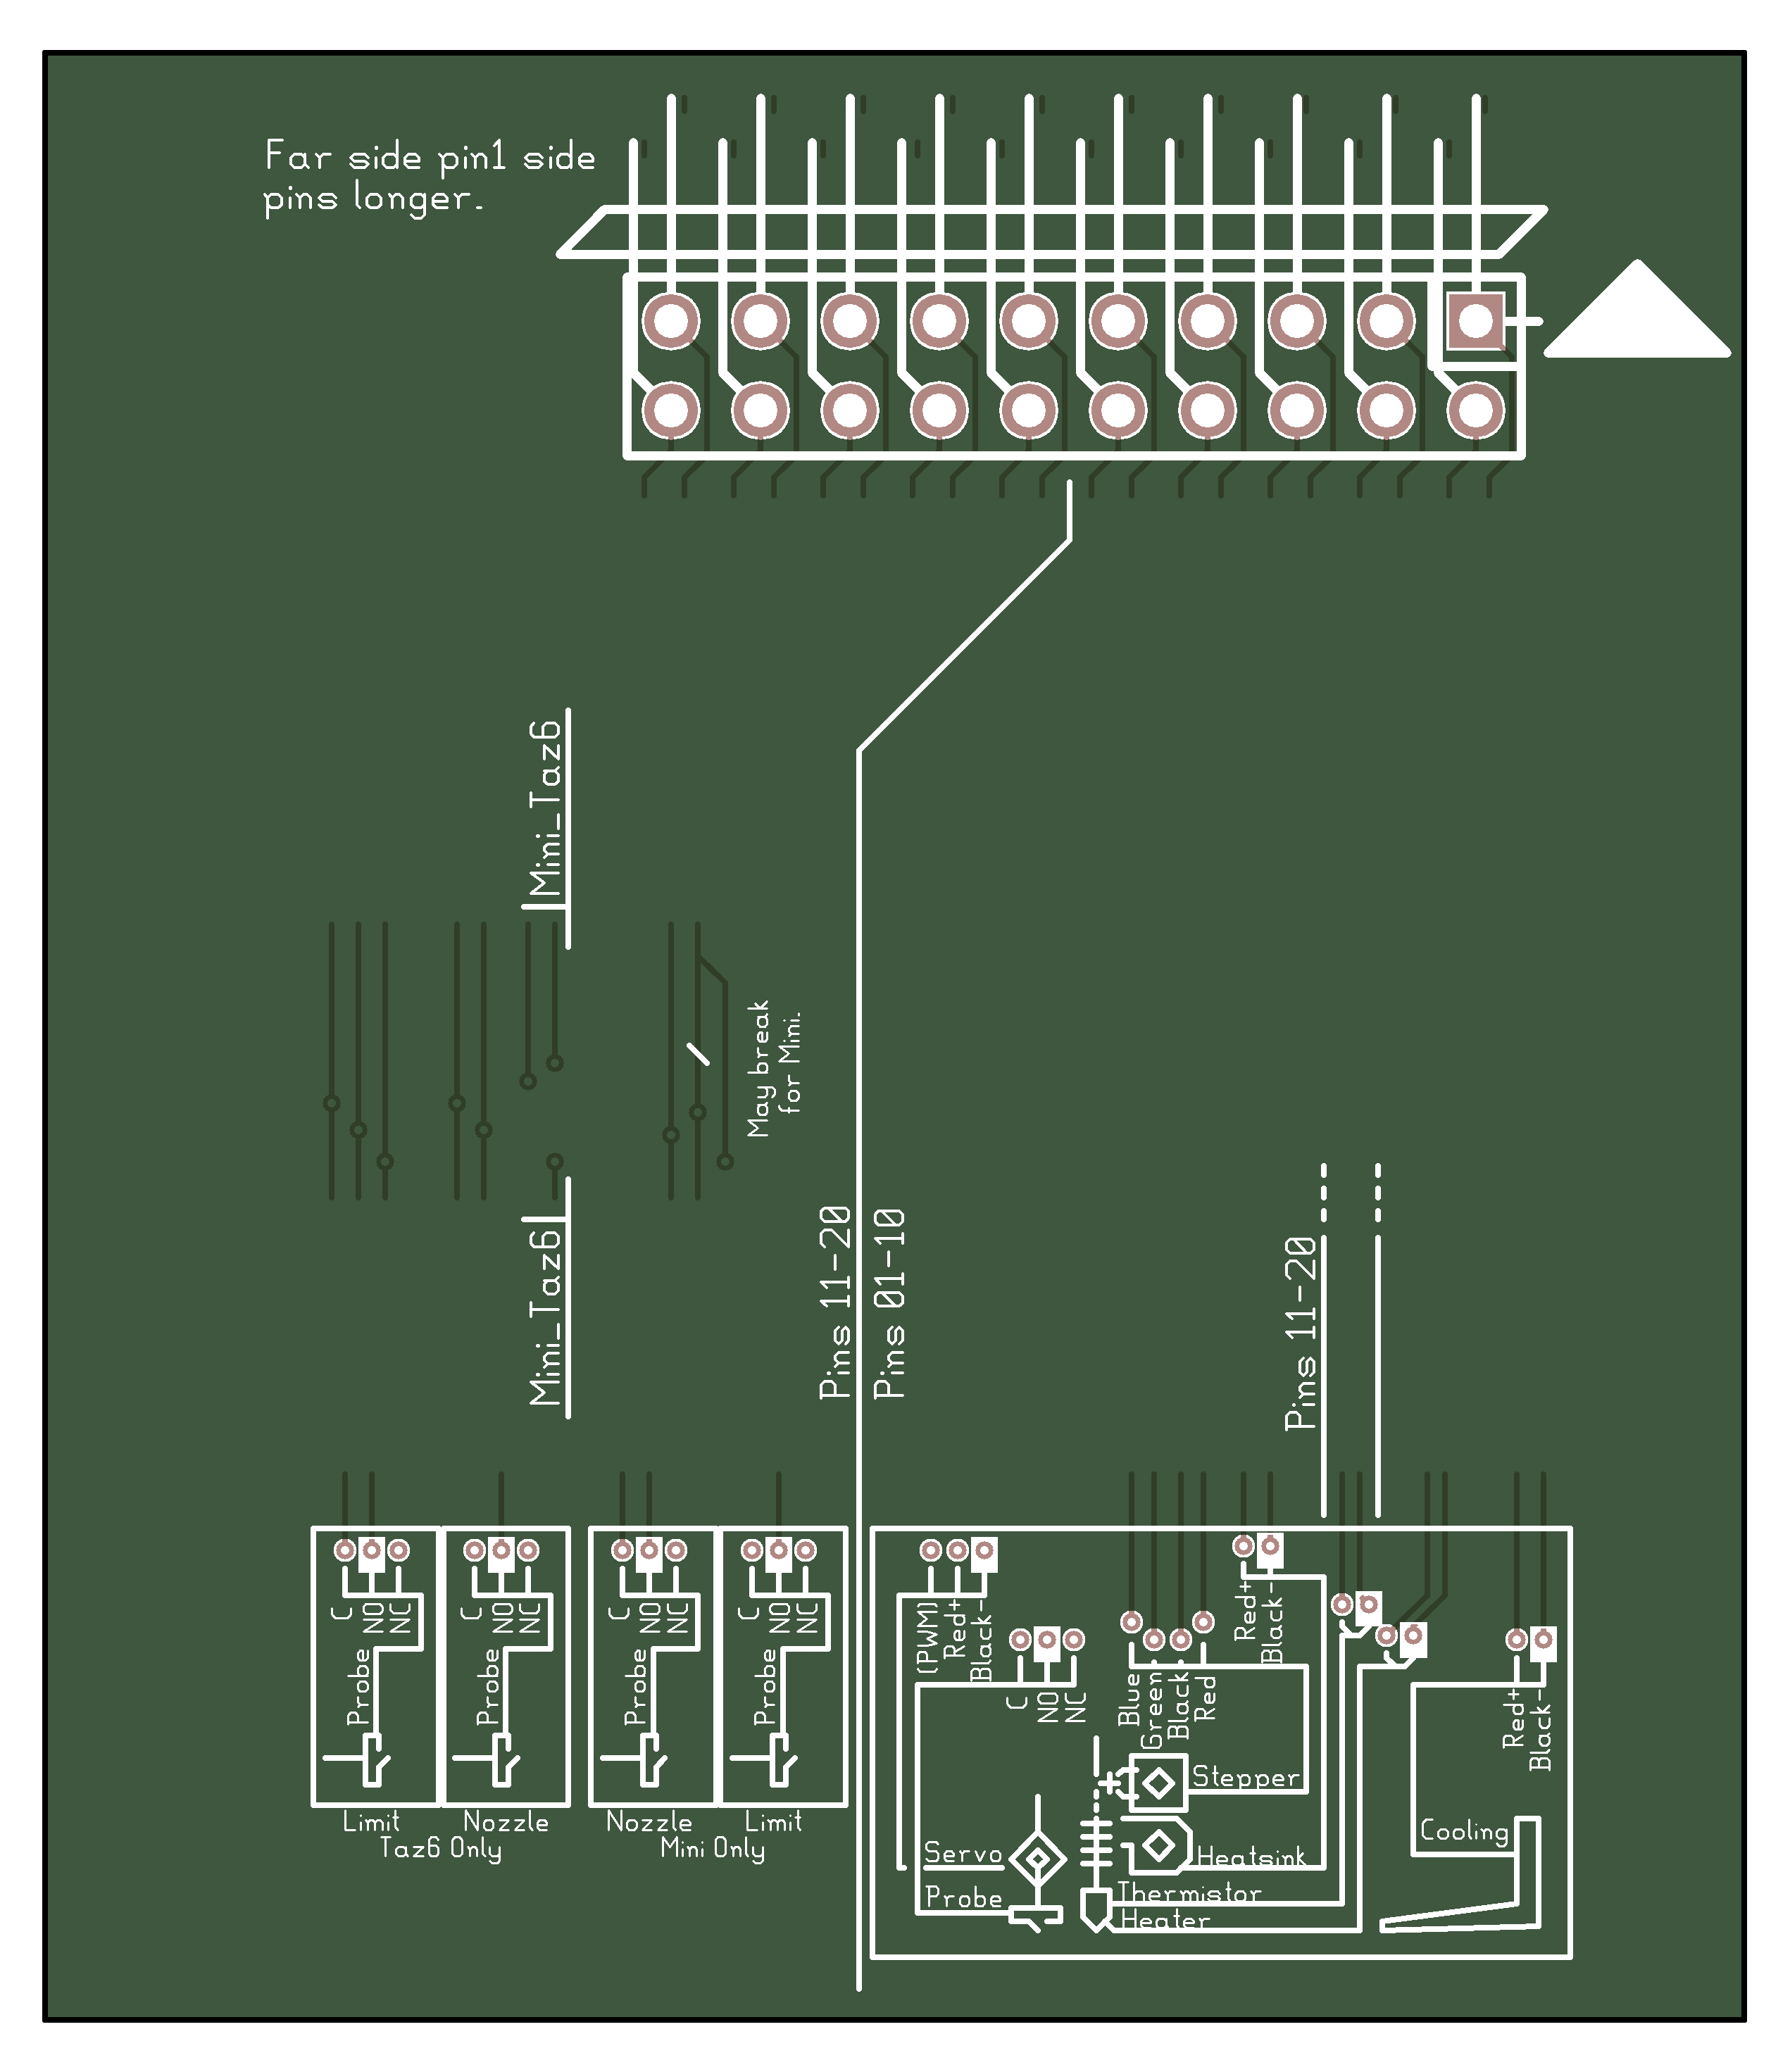 Far side pin1 side
pins longer.
Mini_Taz6
May break
for Mini.
Mini_Taz6
Pins 11-20
Pins 01-10
Pins 11-20
C
NO
NC
Probe
C
NO
NC
Probe
C
NO
NC
Probe
C
NO
NC
Probe
Limit
Nozzle
Taz6 Only
Nozzle
Limit
Mini Only
(PWM)
Red+
Black-
C
NO
NC
Blue
Green
Black
Red
Red+
Black-
Red+
Black-
Stepper
Cooling
Servo
Heatsink
Probe
Thermistor
Heater